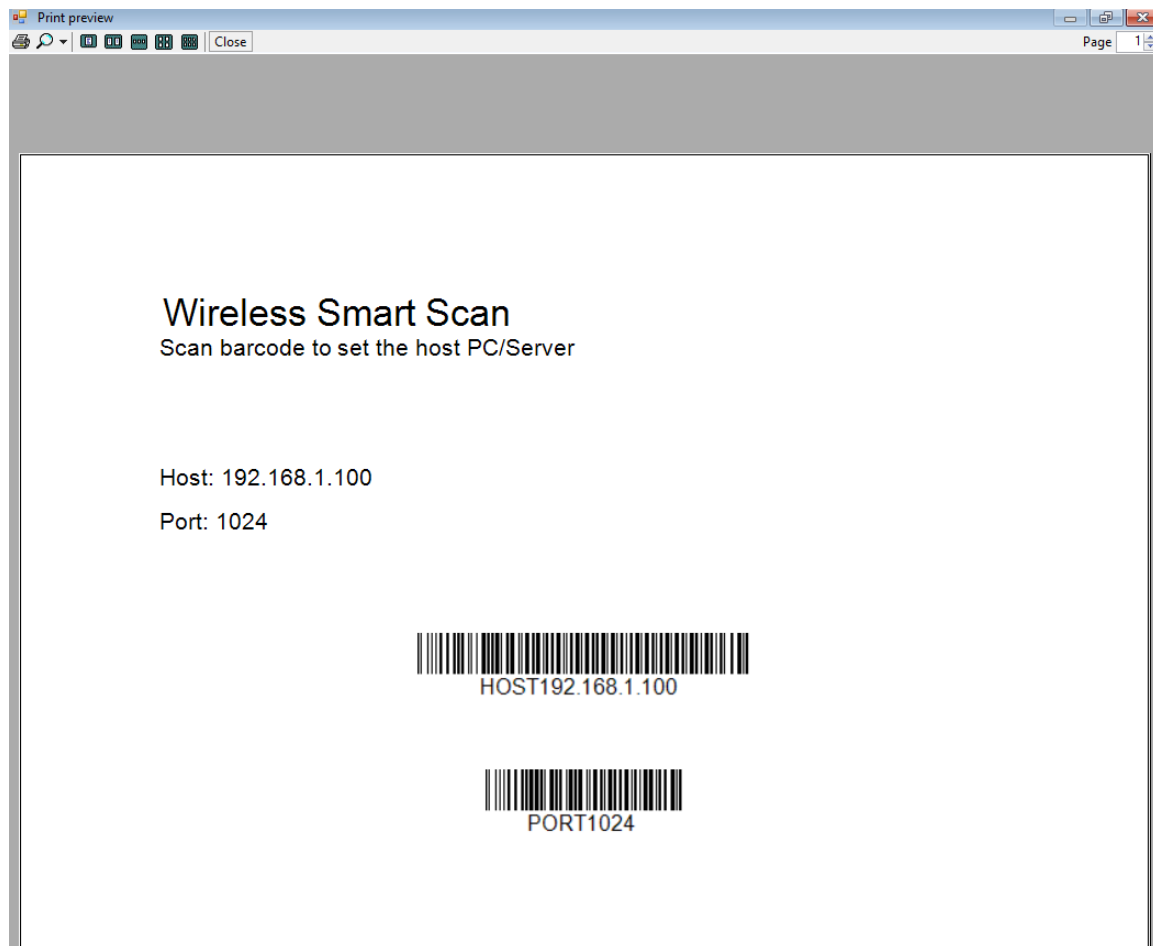 Print preview
Close
Page 1
Wireless Smart Scan
Scan barcode to set the host PC/Server
Host: 192.168.1.100
Port: 1024
HOST192.168.1.100
PORT1024